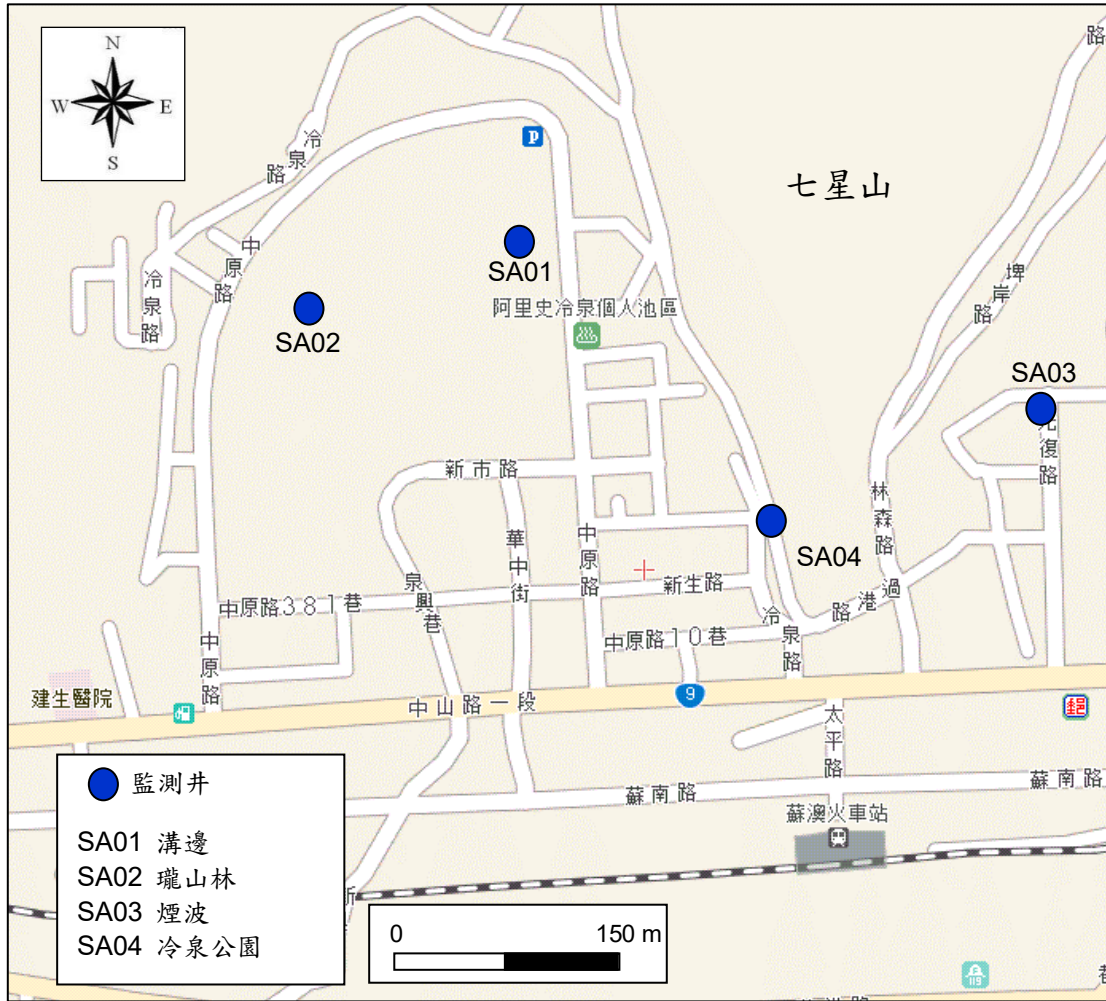 N
W E
S
路
冷泉路
P
七星山
中原路
SA01
冷泉路
埤岸路
阿里史冷泉個人池區
SA02
SA03
光復路
新市路
林森路
華中街
中原路
SA04
泉興巷
新生路
過港路
中原路381巷
冷泉路
中原路10巷
中原路
建生醫院
9
中山路一段
郵
太平路
監測井
蘇南路
蘇南路
蘇澳火車站
SA01 溝邊
SA02 瓏山林
SA03 煙波
SA04 冷泉公園
0 150 m
119